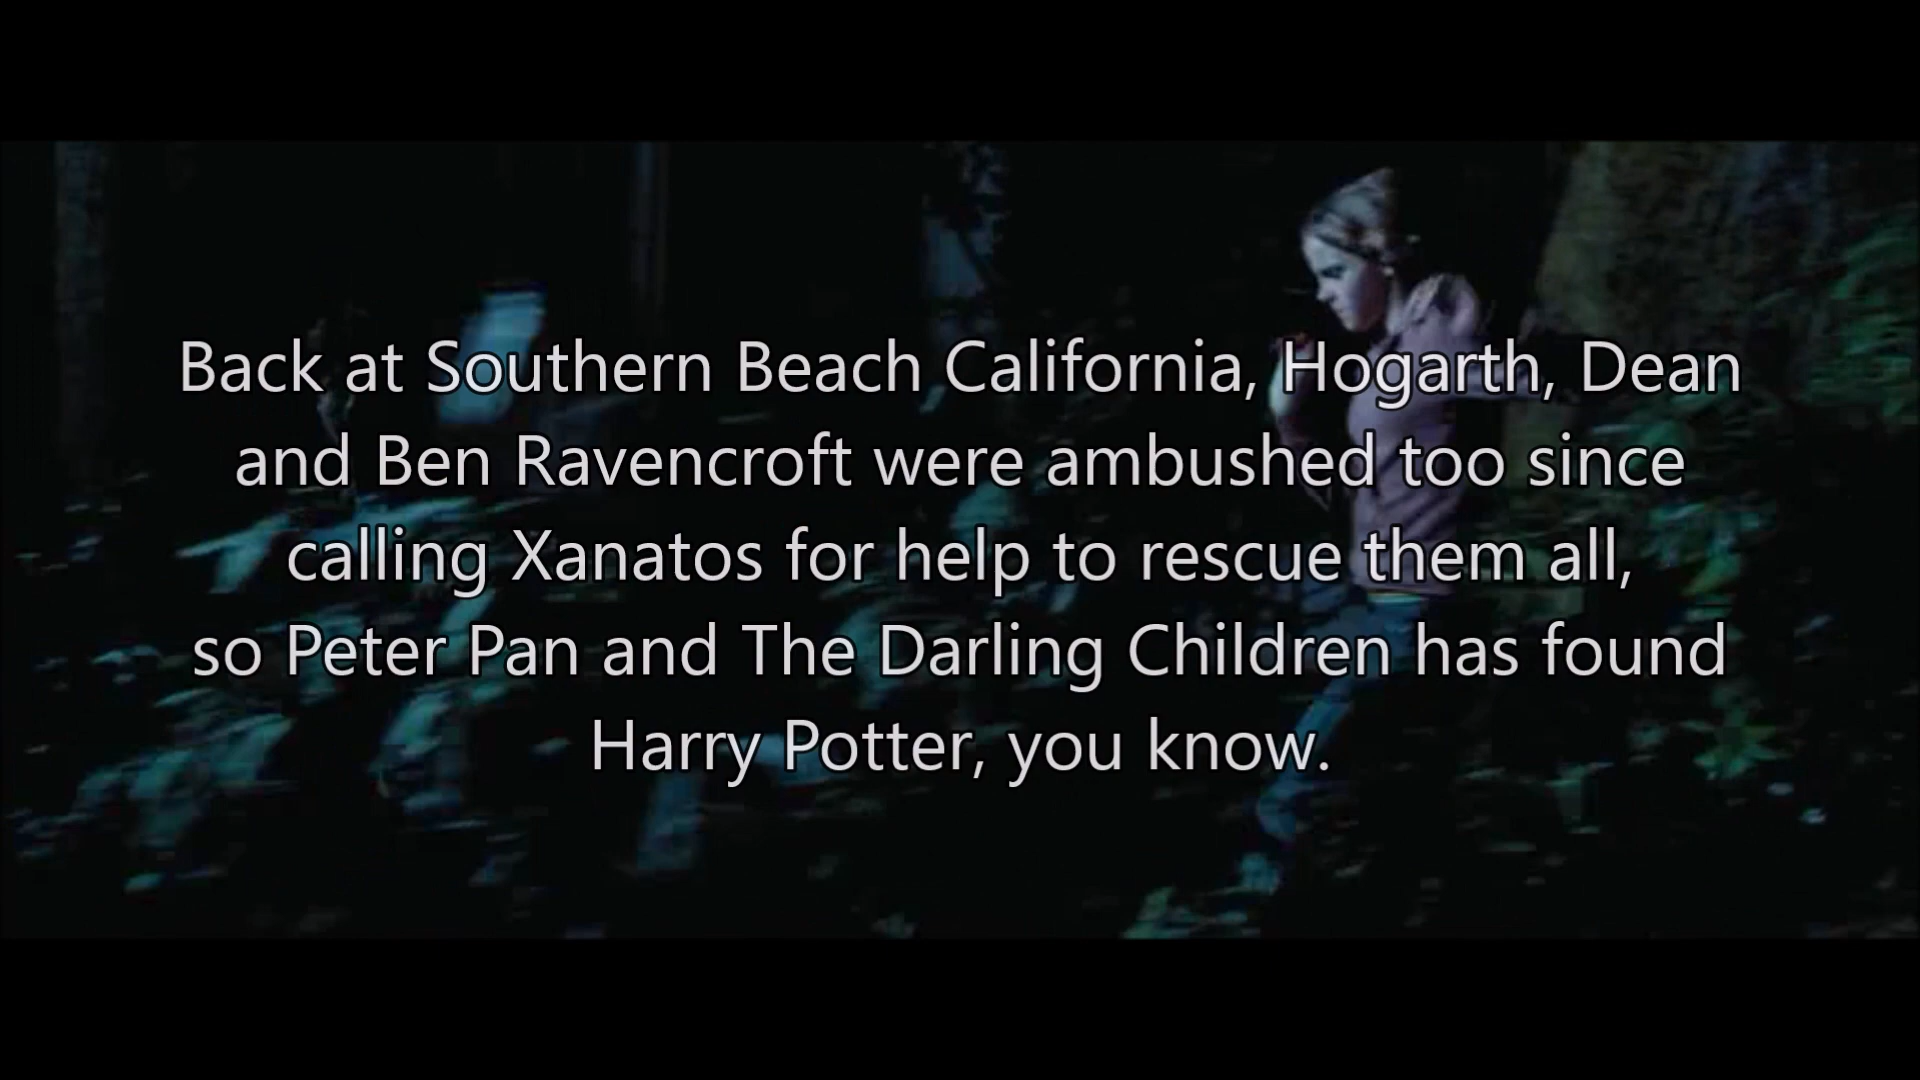 Back at Southern Beach California, Hogarth, Dean
and Ben Ravencroft were ambushed too since
calling Xanatos for help to rescue them all,
so Peter Pan and The Darling Children has found
Harry Potter, you know.